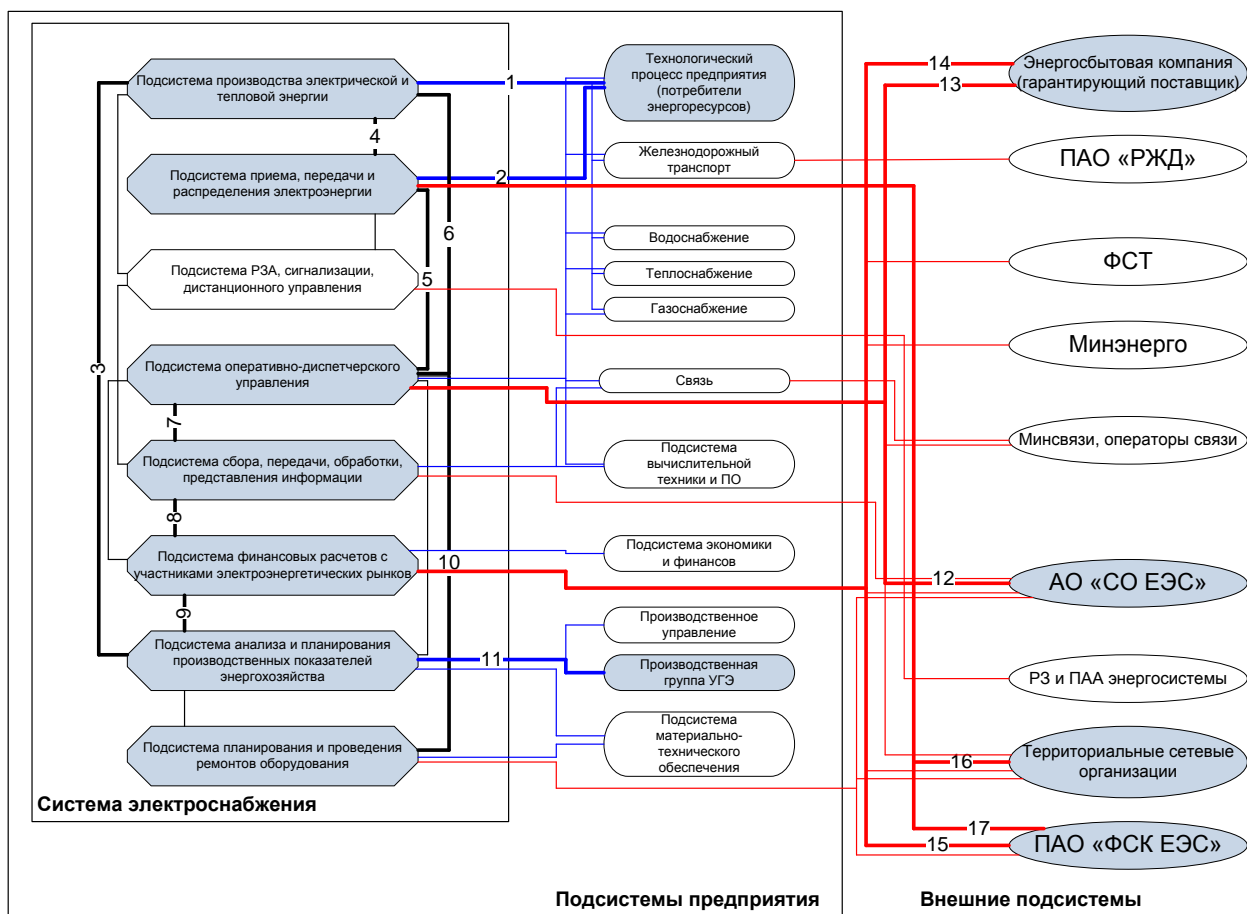 Подсистема производства электрической и
тепловой энергии
Подсистема приема, передачи и
распределения электроэнергии
Подсистема РЗА, сигнализации,
дистанционного управления
Подсистема оперативно-диспетчерского
управления
Подсистема сбора, передачи, обработки,
представления информации
Подсистема финансовых расчетов с
участниками электроэнергетических рынков
Подсистема анализа и планирования
производственных показателей
энергохозяйства
Подсистема планирования и проведения
ремонтов оборудования
Система электроснабжения
1
2
3
4
5
6
7
8
9
10
11
Технологический
процесс предприятия
(потребители
энергоресурсов)
Железнодорожный
транспорт
Водоснабжение
Теплоснабжение
Газоснабжение
Связь
Подсистема
вычислительной
техники и ПО
Подсистема экономики
и финансов
Производственное
управление
Производственная
группа УГЭ
Подсистема
материально-
технического
обеспечения
Подсистемы предприятия
14
13
12
16
17
15
Энергосбытовая компания
(гарантирующий поставщик)
ПАО «РЖД»
ФСТ
Минэнерго
Минсвязи, операторы связи
АО «СО ЕЭС»
РЗ и ПАА энергосистемы
Территориальные сетевые
организации
ПАО «ФСК ЕЭС»
Внешние подсистемы